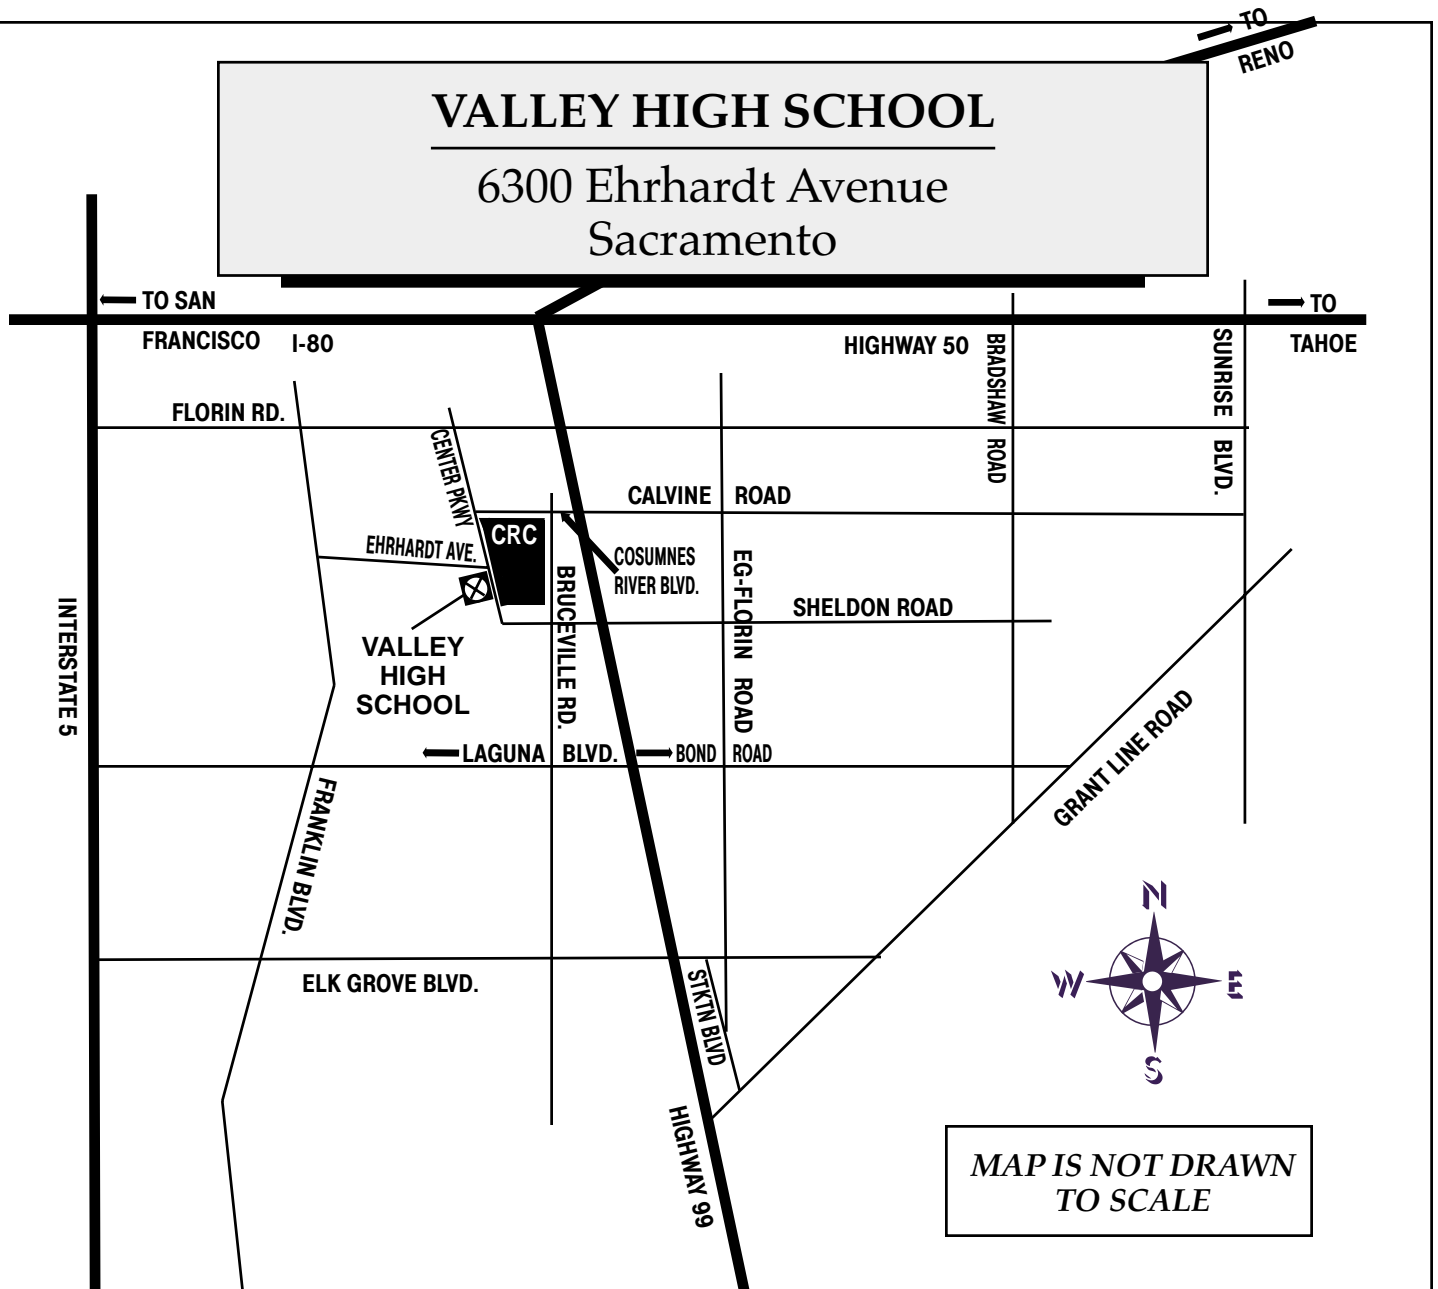 TO
RENO
VALLEY HIGH SCHOOL
6300 Ehrhardt Avenue
Sacramento
TO SAN
FRANCISCO
I-80
HIGHWAY 50
TO
TAHOE
BRADSHAW ROAD
SUNRISE BLVD.
FLORIN RD.
CENTER PKWY
CALVINE ROAD
CRC
EHRHARDT AVE.
COSUMNES
RIVER BLVD.
BRUCEVILLE RD.
EG-FLORIN ROAD
SHELDON ROAD
INTERSTATE 5
VALLEY
HIGH
SCHOOL
LAGUNA BLVD.
BOND ROAD
GRANT LINE ROAD
FRANKLIN BLVD.
ELK GROVE BLVD.
STKTN BLVD
HIGHWAY 99
N
W
E
S
MAP IS NOT DRAWN
TO SCALE